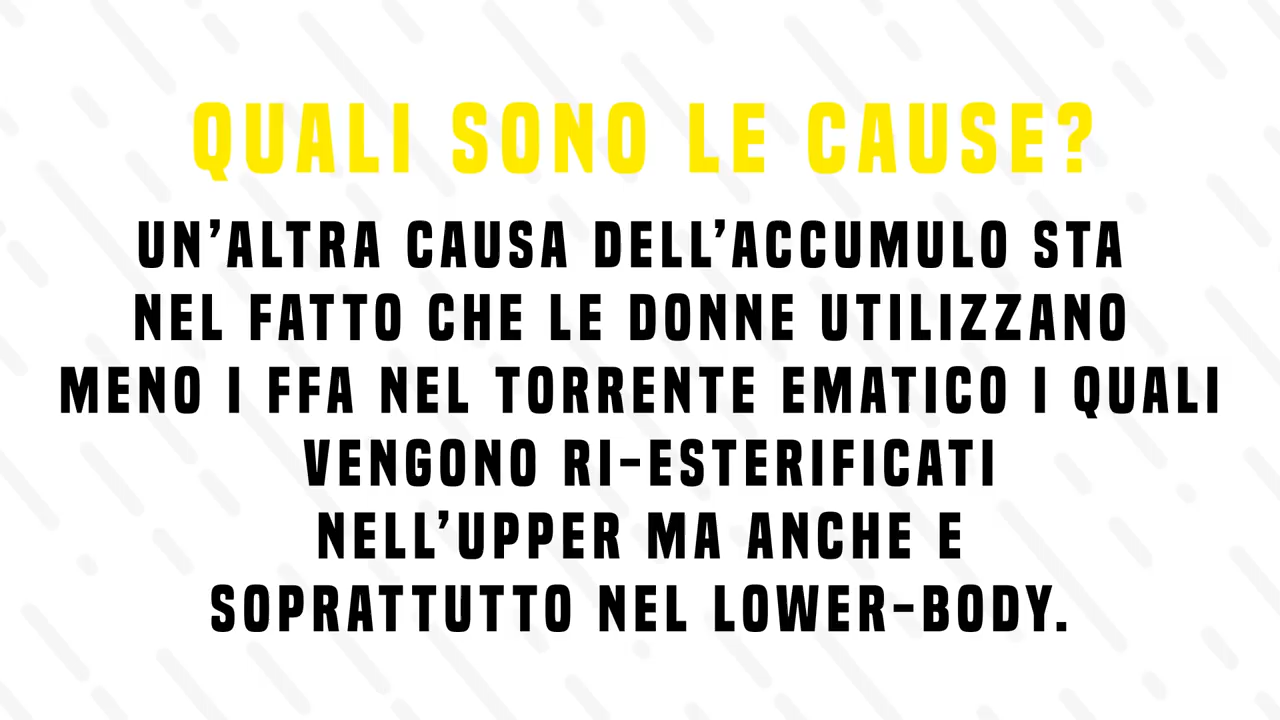 QUALI SONO LE CAUSE?
UN’ALTRA CAUSA DELL’ACCUMULO STA
NEL FATTO CHE LE DONNE UTILIZZANO
MENO I FFA NEL TORRENTE EMATICO I QUALI
VENGONO RI-ESTERIFICATI
NELL’UPPER MA ANCHE E
SOPRATTUTTO NEL LOWER-BODY.